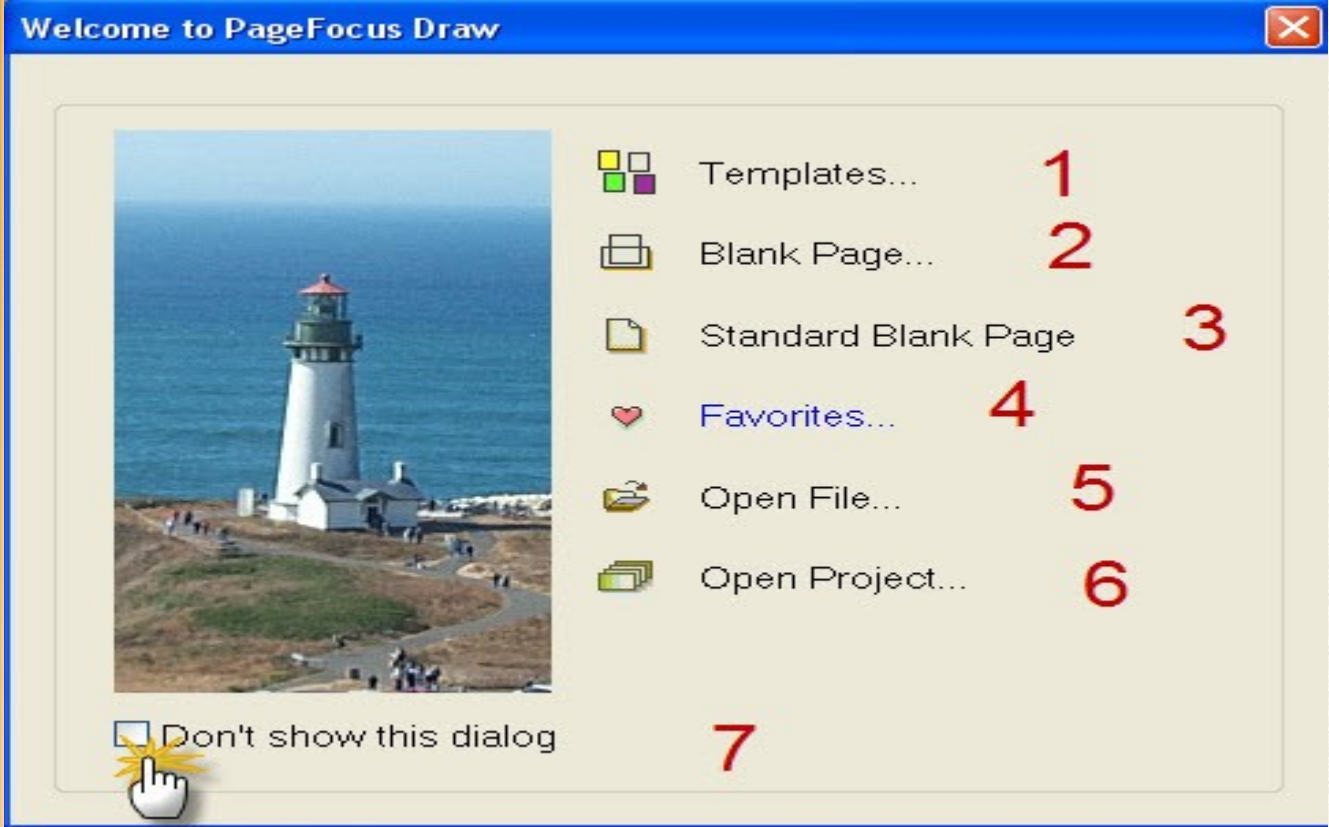 Welcome to PageFocus Draw
Templates... 1
Blank Page... 2
Standard Blank Page 3
Favorites... 4
Open File... 5
Open Project... 6
Don't show this dialog 7